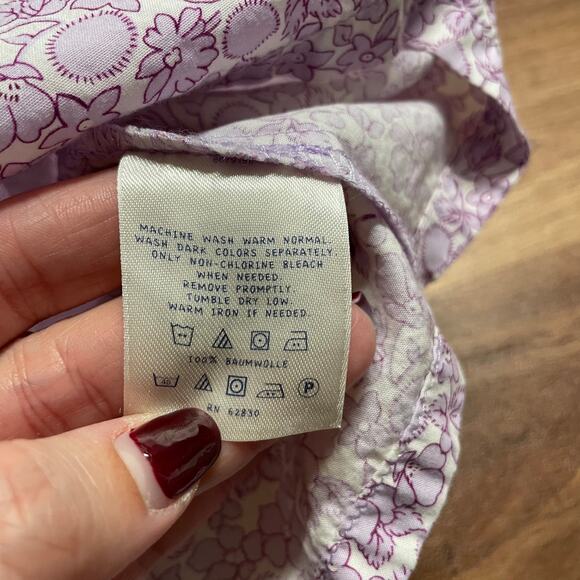 MACHINE WASH WARM NORMAL.
WASH DARK COLORS SEPARATELY.
ONLY NON-CHLORINE BLEACH
WHEN NEEDED.
REMOVE PROMPTLY.
TUMBLE DRY LOW.
WARM IRON IF NEEDED.
100% BAUMWOLLE
40
P
RN 62830